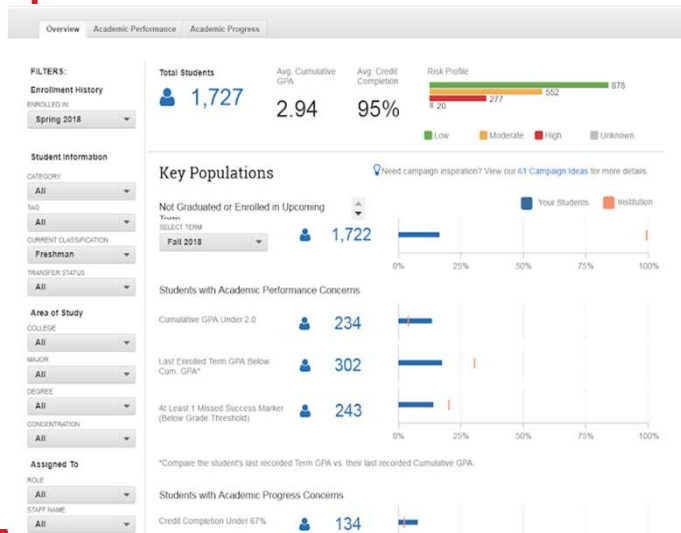 Overview Academic Performance Academic Progress
FILTERS:
Enrollment History
ENROLLED IN
Spring 2018
Student Information
CATEGORY
All
TAG
All
CURRENT CLASSIFICATION
Freshman
TRANSFER STATUS
All
Area of Study
COLLEGE
All
MAJOR
All
DEGREE
All
CONCENTRATION
All
Assigned To
ROLE
All
STAFF NAME
All
Total Students
1,727
Avg. Cumulative
GPA
2.94
Avg. Credit
Completion
95%
Risk Profile
878
552
277
20
Low Moderate High Unknown
Key Populations
Need campaign inspiration? View our 61 Campaign Ideas for more details.
Your Students Institution
Not Graduated or Enrolled in Upcoming
Term
SELECT TERM
Fall 2018
1,722
0% 25% 50% 75% 100%
Students with Academic Performance Concerns
Cumulative GPA Under 2.0
234
Last Enrolled Term GPA Below
Cum. GPA*
302
At Least 1 Missed Success Marker
(Below Grade Threshold)
243
0% 25% 50% 75% 100%
*Compare the student's last recorded Term GPA vs. their last recorded Cumulative GPA.
Students with Academic Progress Concerns
Credit Completion Under 67%
134